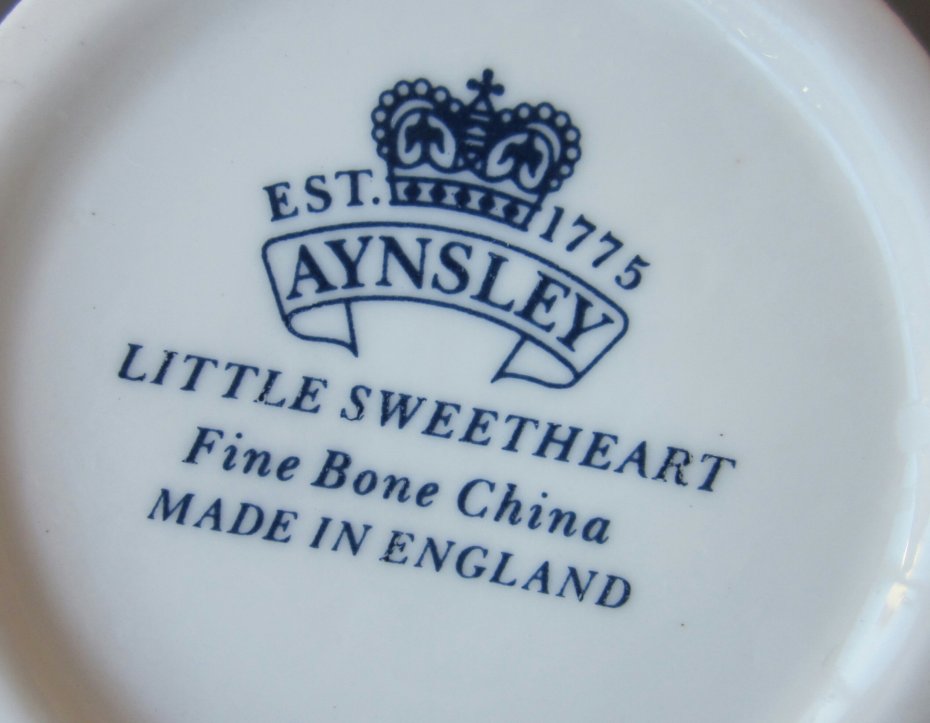 EST. 1775
AYNSLEY
LITTLE SWEETHEART
Fine Bone China
MADE IN ENGLAND